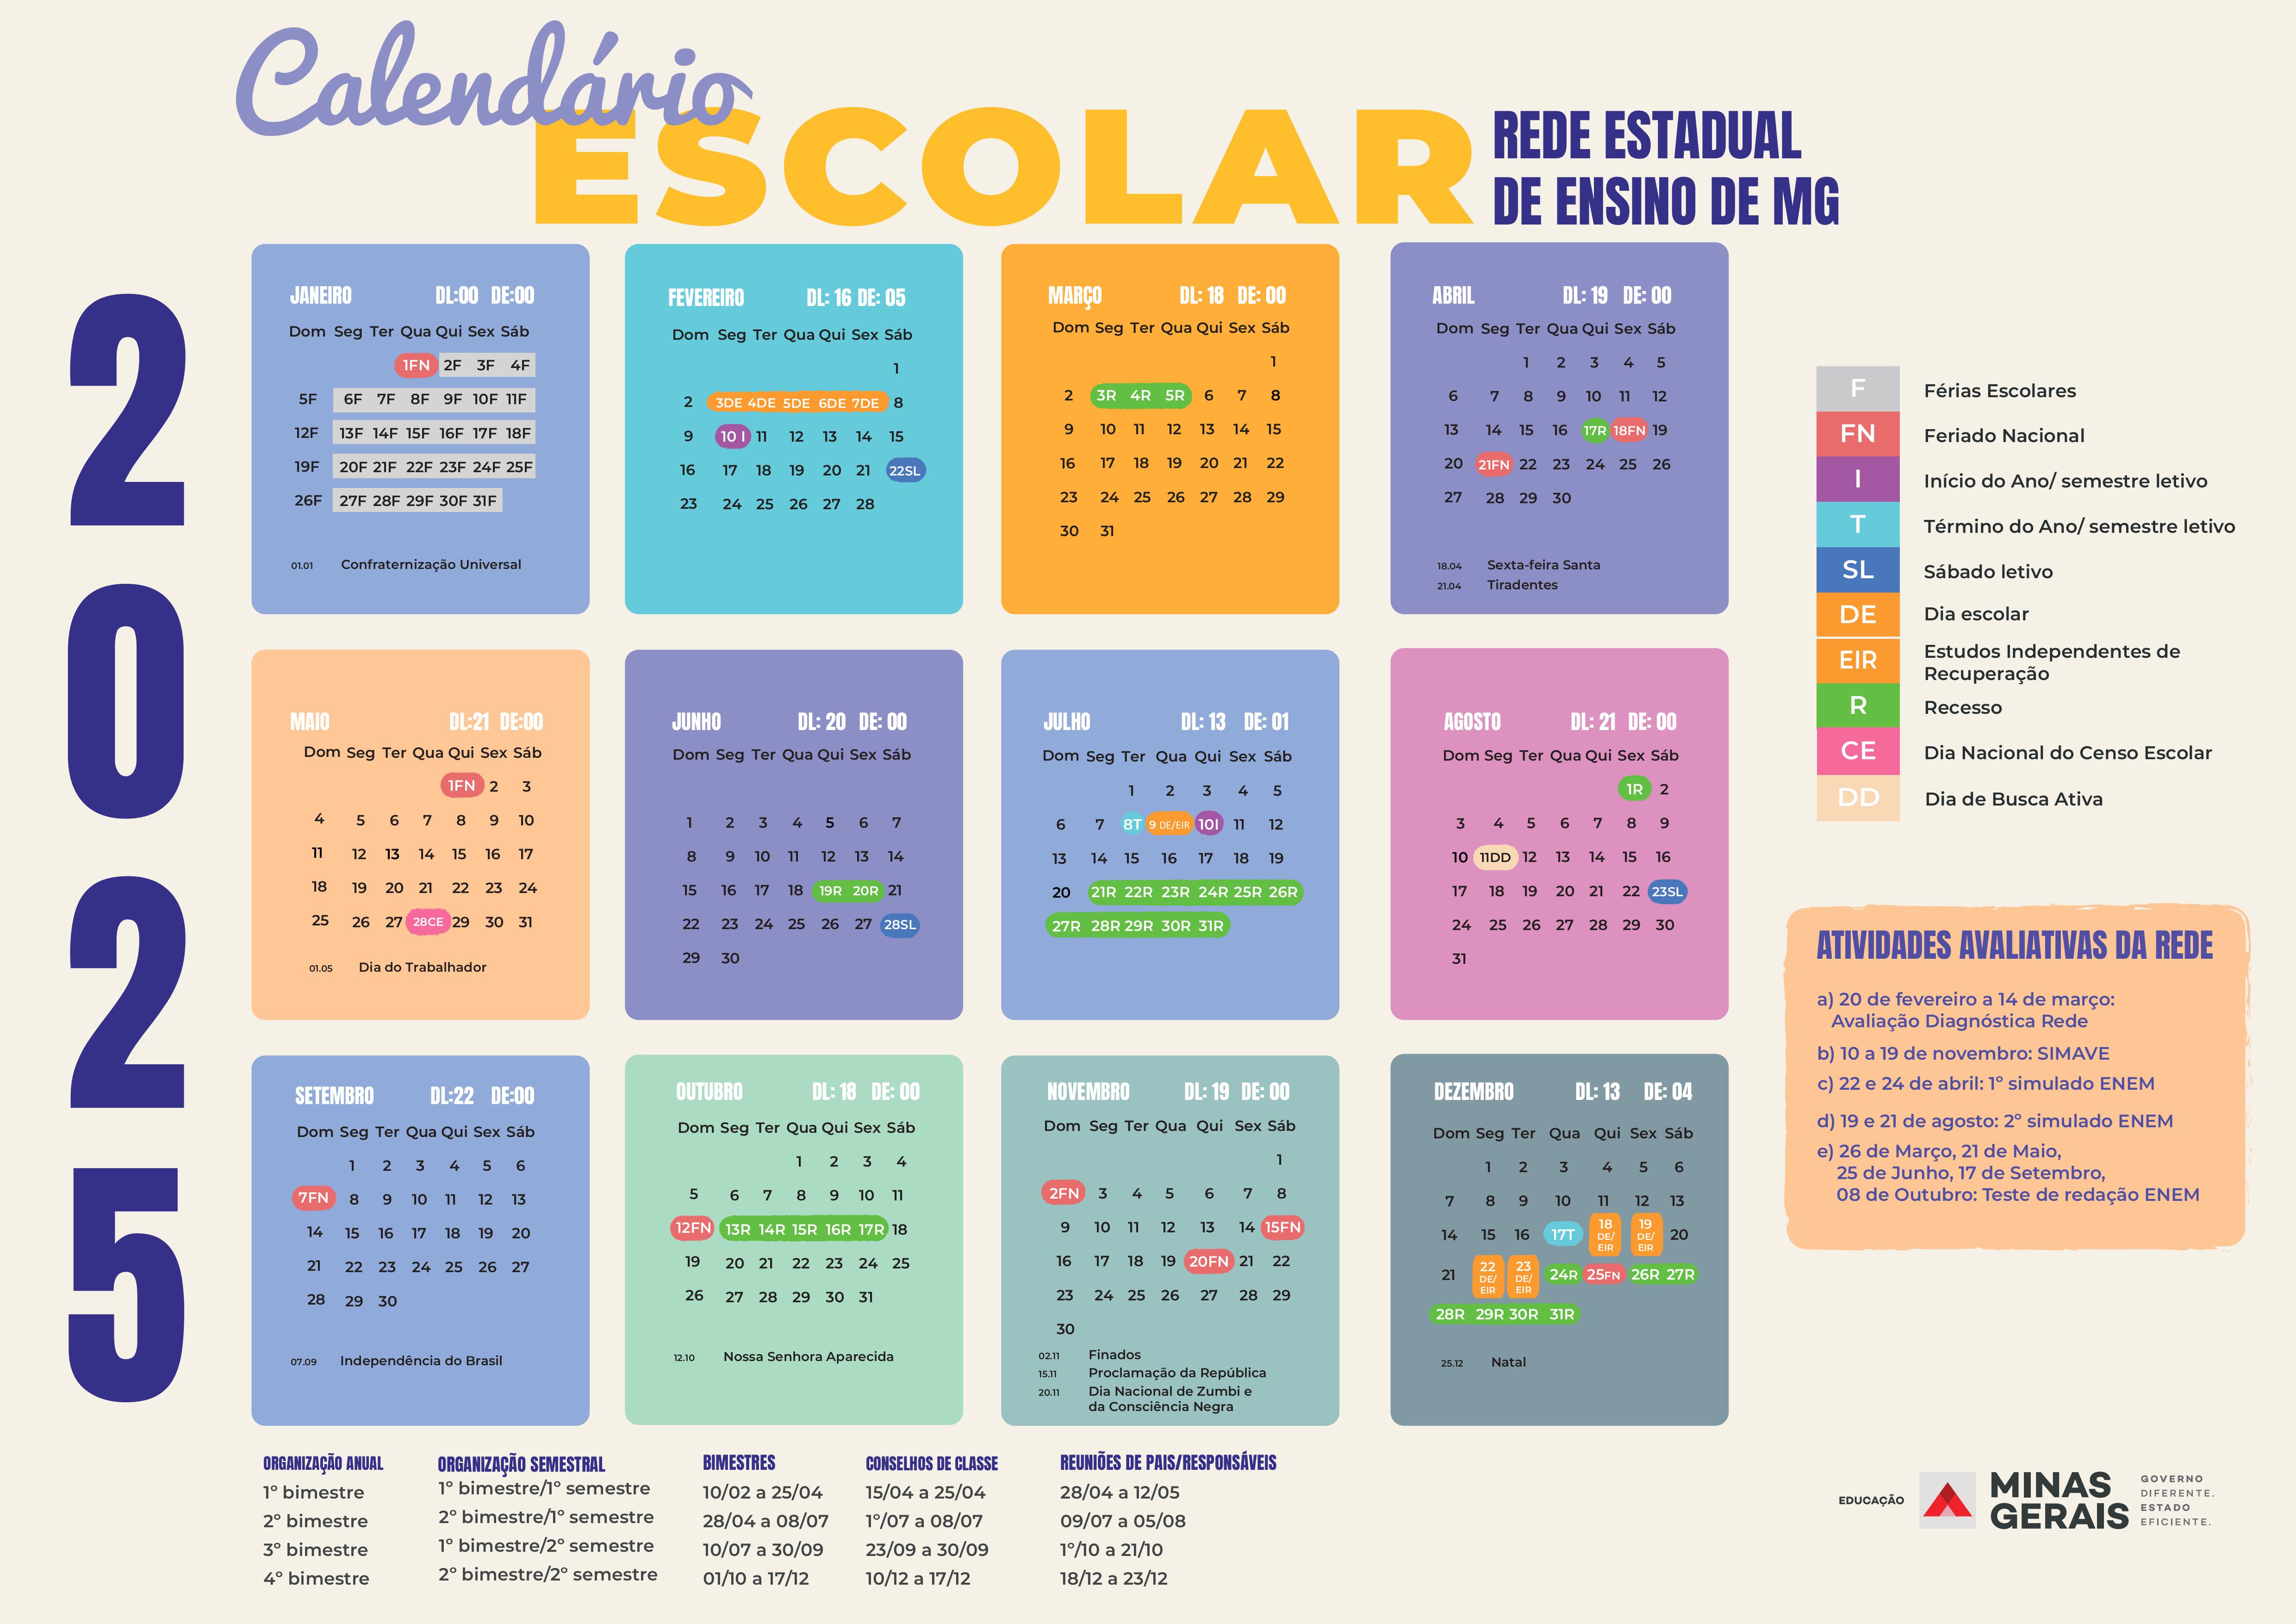 Calendário
ESCOLAR
REDE ESTADUAL
DE ENSINO DE MG
2025
JANEIRO DL:00 DE:00
Dom Seg Ter Qua Qui Sex Sáb
1FN 2F 3F 4F
5F 6F 7F 8F 9F 10F 11F
12F 13F 14F 15F 16F 17F 18F
19F 20F 21F 22F 23F 24F 25F
26F 27F 28F 29F 30F 31F
01.01 Confraternização Universal
FEVEREIRO DL: 16 DE: 05
Dom Seg Ter Qua Qui Sex Sáb
1
2 3DE 4DE 5DE 6DE 7DE 8
9 10 I 11 12 13 14 15
16 17 18 19 20 21 22SL
23 24 25 26 27 28
MARÇO DL: 18 DE: 00
Dom Seg Ter Qua Qui Sex Sáb
1
2 3R 4R 5R 6 7 8
9 10 11 12 13 14 15
16 17 18 19 20 21 22
23 24 25 26 27 28 29
30 31
ABRIL DL: 19 DE: 00
Dom Seg Ter Qua Qui Sex Sáb
1 2 3 4 5
6 7 8 9 10 11 12
13 14 15 16 17R 18FN 19
20 21FN 22 23 24 25 26
27 28 29 30
18.04 Sexta-feira Santa
21.04 Tiradentes
MAIO DL:21 DE:00
Dom Seg Ter Qua Qui Sex Sáb
1FN 2 3
4 5 6 7 8 9 10
11 12 13 14 15 16 17
18 19 20 21 22 23 24
25 26 27 28CE 29 30 31
01.05 Dia do Trabalhador
JUNHO DL: 20 DE: 00
Dom Seg Ter Qua Qui Sex Sáb
1 2 3 4 5 6 7
8 9 10 11 12 13 14
15 16 17 18 19R 20R 21
22 23 24 25 26 27 28SL
29 30
JULHO DL: 13 DE: 01
Dom Seg Ter Qua Qui Sex Sáb
1 2 3 4 5
6 7 8T 9 DE/EIR 10I 11 12
13 14 15 16 17 18 19
20 21R 22R 23R 24R 25R 26R
27R 28R 29R 30R 31R
AGOSTO DL: 21 DE: 00
Dom Seg Ter Qua Qui Sex Sáb
1R 2
3 4 5 6 7 8 9
10 11DD 12 13 14 15 16
17 18 19 20 21 22 23SL
24 25 26 27 28 29 30
31
SETEMBRO DL:22 DE:00
Dom Seg Ter Qua Qui Sex Sáb
1 2 3 4 5 6
7FN 8 9 10 11 12 13
14 15 16 17 18 19 20
21 22 23 24 25 26 27
28 29 30
07.09 Independência do Brasil
OUTUBRO DL: 18 DE: 00
Dom Seg Ter Qua Qui Sex Sáb
1 2 3 4
5 6 7 8 9 10 11
12FN 13R 14R 15R 16R 17R 18
19 20 21 22 23 24 25
26 27 28 29 30 31
12.10 Nossa Senhora Aparecida
NOVEMBRO DL: 19 DE: 00
Dom Seg Ter Qua Qui Sex Sáb
1
2FN 3 4 5 6 7 8
9 10 11 12 13 14 15FN
16 17 18 19 20FN 21 22
23 24 25 26 27 28 29
30
02.11 Finados
15.11 Proclamação da República
20.11 Dia Nacional de Zumbi e
da Consciência Negra
DEZEMBRO DL: 13 DE: 04
Dom Seg Ter Qua Qui Sex Sáb
1 2 3 4 5 6
7 8 9 10 11 12 13
14 15 16 17T 18 DE/ EIR 19 DE/ EIR 20
21 22 DE/ EIR 23 DE/ EIR 24R 25FN 26R 27R
28R 29R 30R 31R
25.12 Natal
F Férias Escolares
FN Feriado Nacional
I Início do Ano/ semestre letivo
T Término do Ano/ semestre letivo
SL Sábado letivo
DE Dia escolar
EIR Estudos Independentes de
Recuperação
R Recesso
CE Dia Nacional do Censo Escolar
DD Dia de Busca Ativa
ATIVIDADES AVALIATIVAS DA REDE
a) 20 de fevereiro a 14 de março:
Avaliação Diagnóstica Rede
b) 10 a 19 de novembro: SIMAVE
c) 22 e 24 de abril: 1º simulado ENEM
d) 19 e 21 de agosto: 2º simulado ENEM
e) 26 de Março, 21 de Maio,
25 de Junho, 17 de Setembro,
08 de Outubro: Teste de redação ENEM
ORGANIZAÇÃO ANUAL
1º bimestre
2º bimestre
3º bimestre
4º bimestre
ORGANIZAÇÃO SEMESTRAL
1º bimestre/1º semestre
2º bimestre/1º semestre
1º bimestre/2º semestre
2º bimestre/2º semestre
BIMESTRES
10/02 a 25/04
28/04 a 08/07
10/07 a 30/09
01/10 a 17/12
CONSELHOS DE CLASSE
15/04 a 25/04
1º/07 a 08/07
23/09 a 30/09
10/12 a 17/12
REUNIÕES DE PAIS/RESPONSÁVEIS
28/04 a 12/05
09/07 a 05/08
1º/10 a 21/10
18/12 a 23/12
EDUCAÇÃO
MINAS
GERAIS
GOVERNO
DIFERENTE.
ESTADO
EFICIENTE.